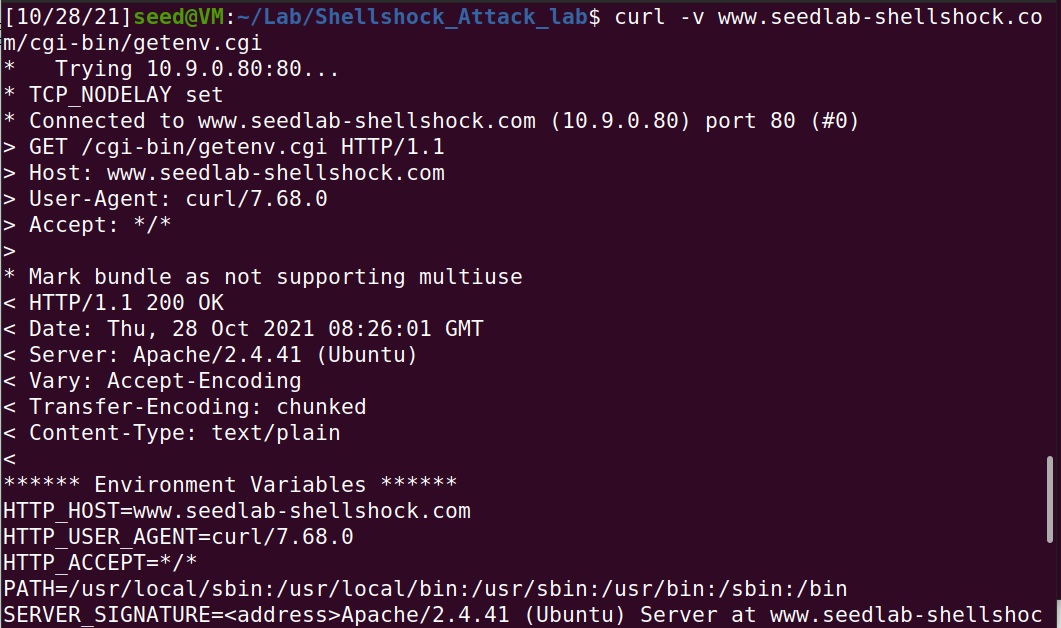 [10/28/21]seed@VM:~/Lab/Shellshock_Attack_lab$ curl -v www.seedlab-shellshock.co
m/cgi-bin/getenv.cgi
*   Trying 10.9.0.80:80...
* TCP_NODELAY set
* Connected to www.seedlab-shellshock.com (10.9.0.80) port 80 (#0)
> GET /cgi-bin/getenv.cgi HTTP/1.1
> Host: www.seedlab-shellshock.com
> User-Agent: curl/7.68.0
> Accept: */*
>
* Mark bundle as not supporting multiuse
< HTTP/1.1 200 OK
< Date: Thu, 28 Oct 2021 08:26:01 GMT
< Server: Apache/2.4.41 (Ubuntu)
< Vary: Accept-Encoding
< Transfer-Encoding: chunked
< Content-Type: text/plain
<
****** Environment Variables ******
HTTP_HOST=www.seedlab-shellshock.com
HTTP_USER_AGENT=curl/7.68.0
HTTP_ACCEPT=*/*
PATH=/usr/local/sbin:/usr/local/bin:/usr/sbin:/usr/bin:/sbin:/bin
SERVER_SIGNATURE=<address>Apache/2.4.41 (Ubuntu) Server at www.seedlab-shellshoc